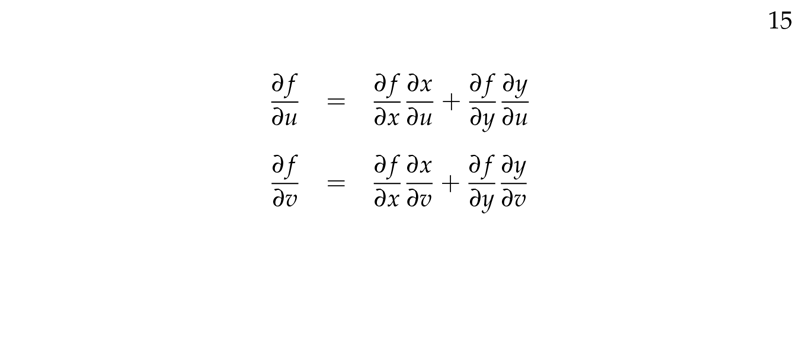 15
∂f/∂u = ∂f/∂x ∂x/∂u + ∂f/∂y ∂y/∂u
∂f/∂v = ∂f/∂x ∂x/∂v + ∂f/∂y ∂y/∂v